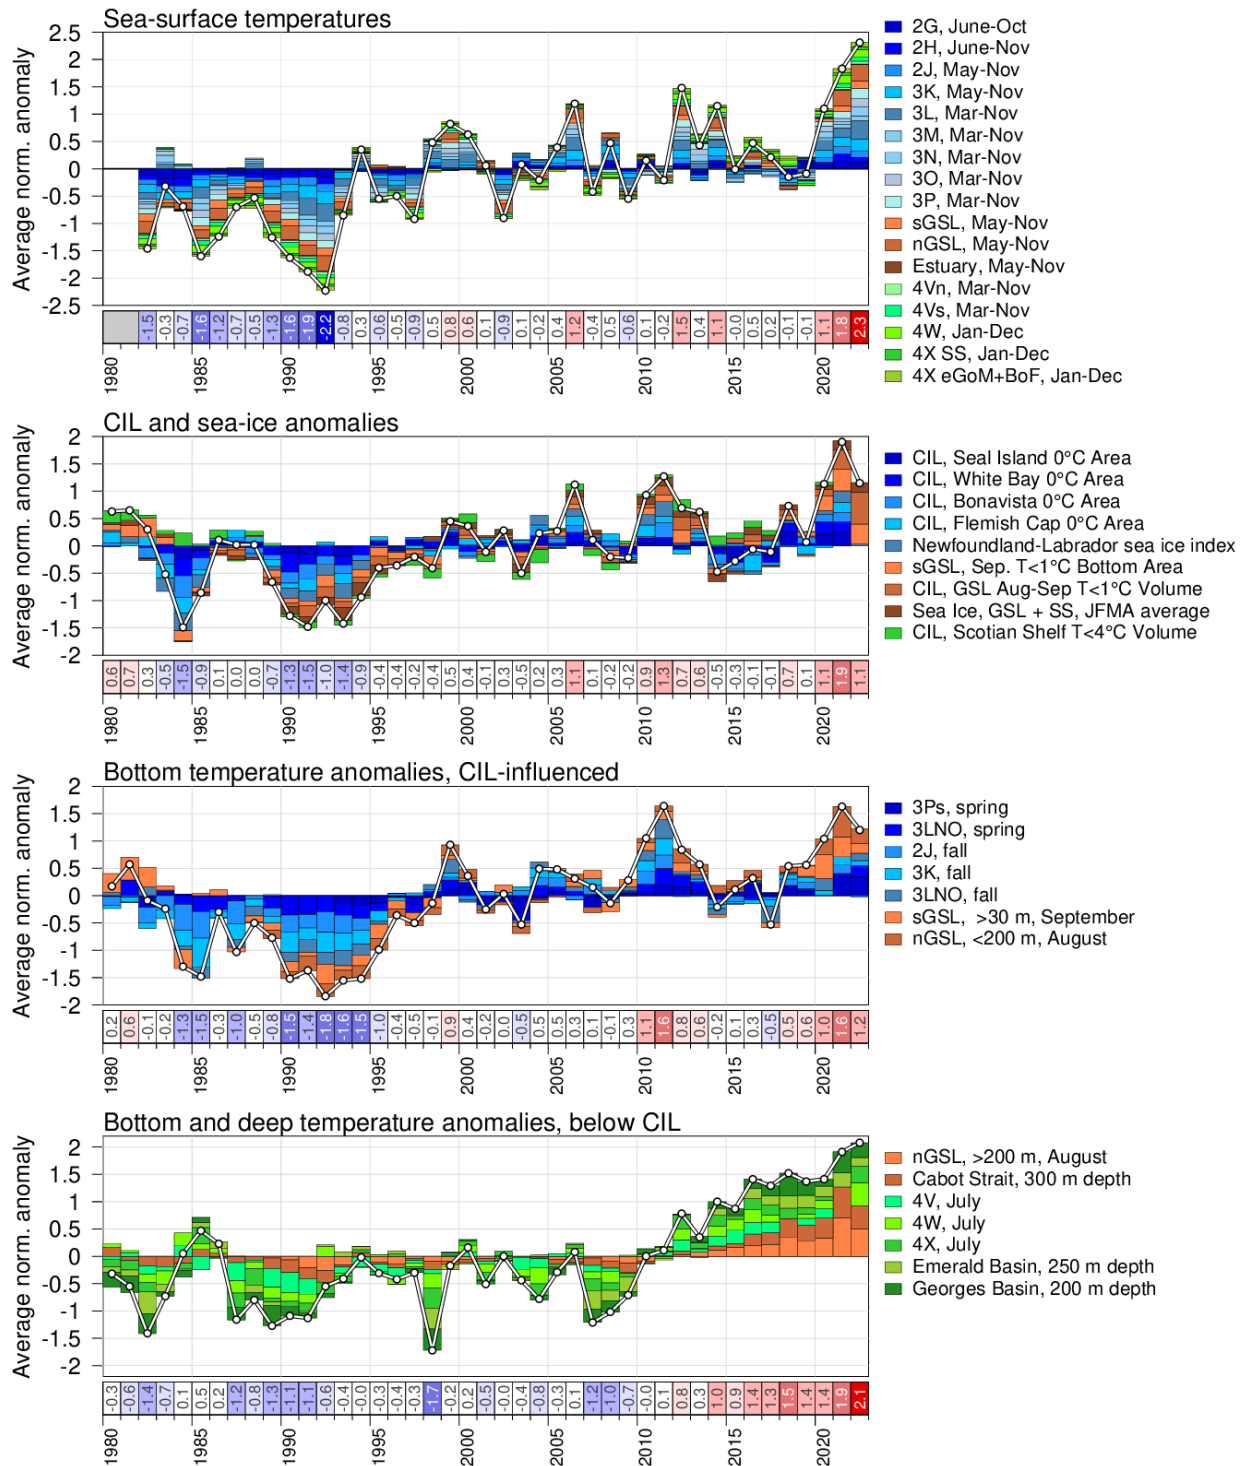 Sea-surface temperatures
Average norm. anomaly
2.5
2
1.5
1
0.5
0
-0.5
-1
-1.5
-2
-2.5
-1.5 -0.3 -0.7 -1.6 -1.2 -0.7 -0.5 -1.3 -1.6 -1.9 -2.2 -0.8 0.3 -0.6 -0.5 -0.9 0.5 0.8 0.6 0.1 -0.9 0.1 -0.2 0.4 1.2 -0.4 0.5 -0.6 0.1 -0.2 1.5 0.4 1.1 -0.0 0.5 0.2 -0.1 -0.1 1.1 1.8 2.3
1980 1985 1990 1995 2000 2005 2010 2015 2020
2G, June-Oct
2H, June-Nov
2J, May-Nov
3K, May-Nov
3L, Mar-Nov
3M, Mar-Nov
3N, Mar-Nov
3O, Mar-Nov
3P, Mar-Nov
sGSL, May-Nov
nGSL, May-Nov
Estuary, May-Nov
4Vn, Mar-Nov
4Vs, Mar-Nov
4W, Jan-Dec
4X SS, Jan-Dec
4X eGoM+BoF, Jan-Dec
CIL and sea-ice anomalies
Average norm. anomaly
2
1.5
1
0.5
0
-0.5
-1
-1.5
-2
0.6 0.7 0.3 -0.5 -1.5 -0.9 0.1 0.0 0.0 -0.7 -1.3 -1.5 -1.0 -1.4 -0.9 -0.4 -0.4 -0.2 -0.4 0.5 0.4 -0.1 0.3 -0.5 0.2 0.3 1.1 0.1 -0.2 -0.2 0.9 1.3 0.7 0.6 -0.5 -0.3 -0.1 -0.1 0.7 0.1 1.1 1.9 1.1
1980 1985 1990 1995 2000 2005 2010 2015 2020
CIL, Seal Island 0°C Area
CIL, White Bay 0°C Area
CIL, Bonavista 0°C Area
CIL, Flemish Cap 0°C Area
Newfoundland-Labrador sea ice index
sGSL, Sep. T<1°C Bottom Area
CIL, GSL Aug-Sep T<1°C Volume
Sea Ice, GSL + SS, JFMA average
CIL, Scotian Shelf T<4°C Volume
Bottom temperature anomalies, CIL-influenced
Average norm. anomaly
2
1.5
1
0.5
0
-0.5
-1
-1.5
-2
0.2 0.6 -0.1 -0.2 -1.3 -1.5 -0.3 -1.0 -0.5 -0.8 -1.5 -1.4 -1.8 -1.6 -1.5 -1.0 -0.4 -0.5 -0.1 0.9 0.4 -0.2 0.0 -0.5 0.5 0.5 0.3 0.1 -0.1 0.3 1.1 1.6 0.8 0.6 -0.2 0.1 0.3 -0.5 0.5 0.6 1.0 1.6 1.2
1980 1985 1990 1995 2000 2005 2010 2015 2020
3Ps, spring
3LNO, spring
2J, fall
3K, fall
3LNO, fall
sGSL, >30 m, September
nGSL, <200 m, August
Bottom and deep temperature anomalies, below CIL
Average norm. anomaly
2
1.5
1
0.5
0
-0.5
-1
-1.5
-2
-0.3 -0.6 -1.4 -0.7 0.1 0.5 0.2 -1.2 -0.8 -1.3 -1.1 -1.1 -0.6 -0.4 -0.0 -0.3 -0.4 -0.3 -1.7 -0.2 0.2 -0.5 0.0 -0.4 -0.8 -0.3 0.1 -1.2 -1.0 -0.7 -0.0 0.1 0.8 0.3 1.0 0.9 1.4 1.3 1.5 1.4 1.4 1.9 2.1
1980 1985 1990 1995 2000 2005 2010 2015 2020
nGSL, >200 m, August
Cabot Strait, 300 m depth
4V, July
4W, July
4X, July
Emerald Basin, 250 m depth
Georges Basin, 200 m depth